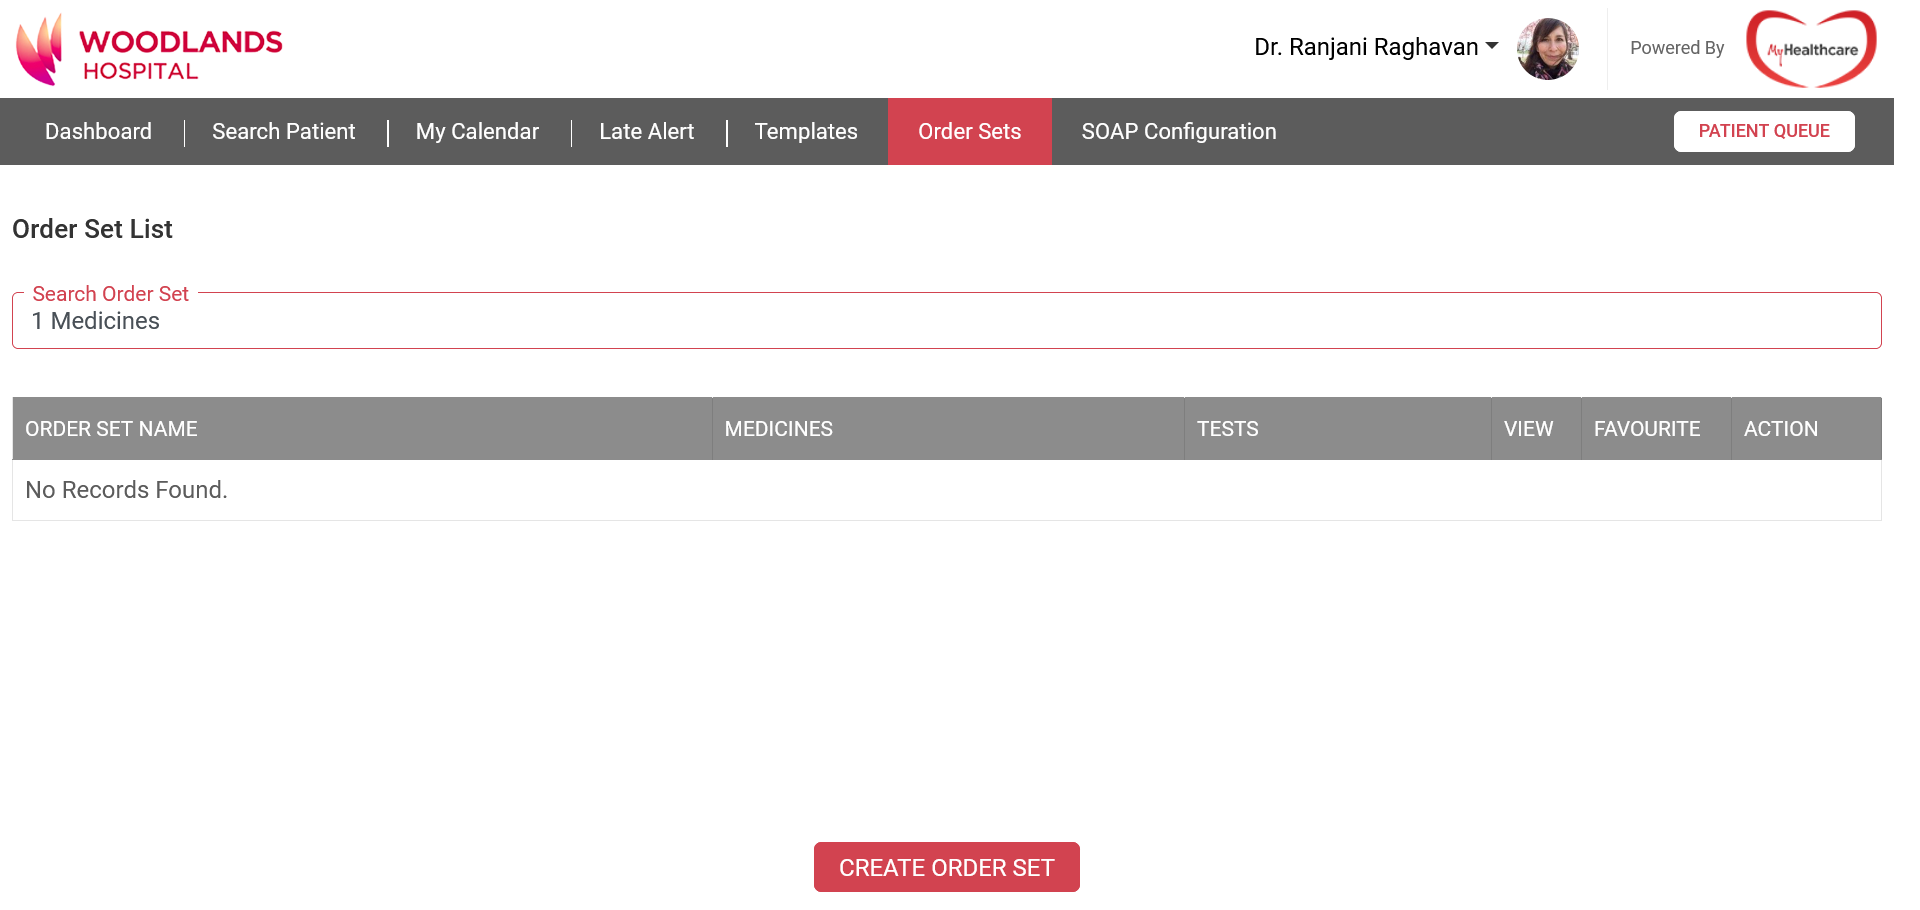 WOODLANDS
HOSPITAL
Dr. Ranjani Raghavan
Powered By
MyHealthcare
Dashboard
Search Patient
My Calendar
Late Alert
Templates
Order Sets
SOAP Configuration
PATIENT QUEUE
Order Set List
Search Order Set
1 Medicines
ORDER SET NAME
MEDICINES
TESTS
VIEW
FAVOURITE
ACTION
No Records Found.
CREATE ORDER SET